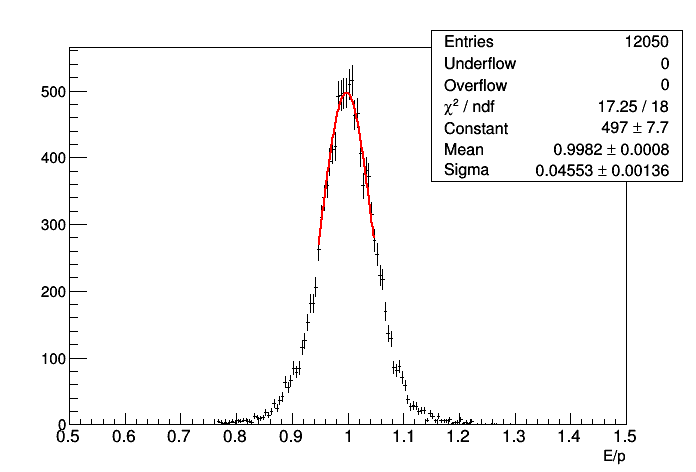 Entries 12050
Underflow 0
Overflow 0
χ² / ndf 17.25 / 18
Constant 497 ± 7.7
Mean 0.9982 ± 0.0008
Sigma 0.04553 ± 0.00136
500
400
300
200
100
0
0.5 0.6 0.7 0.8 0.9 1 1.1 1.2 1.3 1.4 1.5
E/p